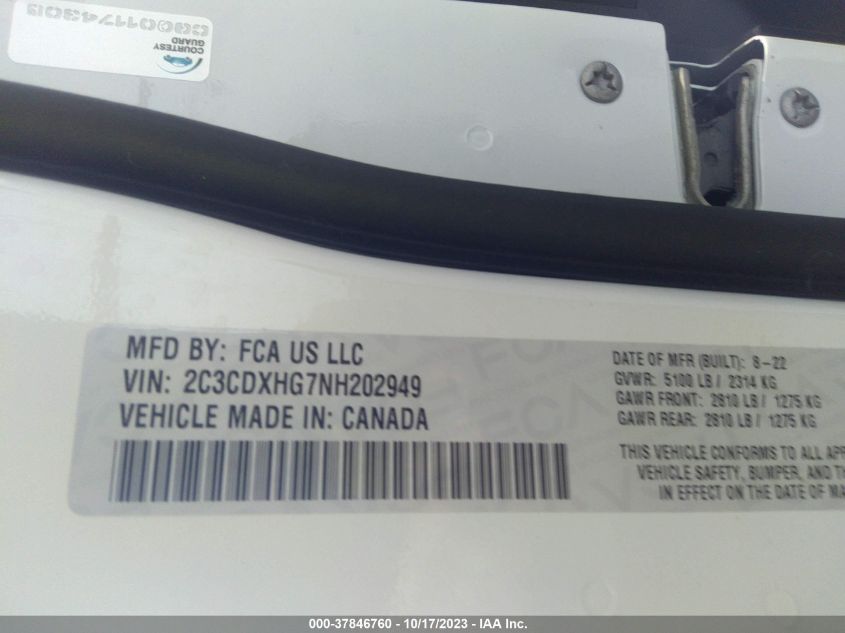 COURTESY
GUARD
MFD BY: FCA US LLC
VIN: 2C3CDXHG7NH202949
VEHICLE MADE IN: CANADA
DATE OF MFR (BUILT): 8-22
GVWR: 5100 LB / 2314 KG
GAWR FRONT: 2810 LB / 1275 KG
GAWR REAR: 2810 LB / 1275 KG
THIS VEHICLE CONFORMS TO ALL APP
VEHICLE SAFETY, BUMPER, AND TH
IN EFFECT ON THE DATE OF MA
000-37846760 - 10/17/2023 - IAA Inc.